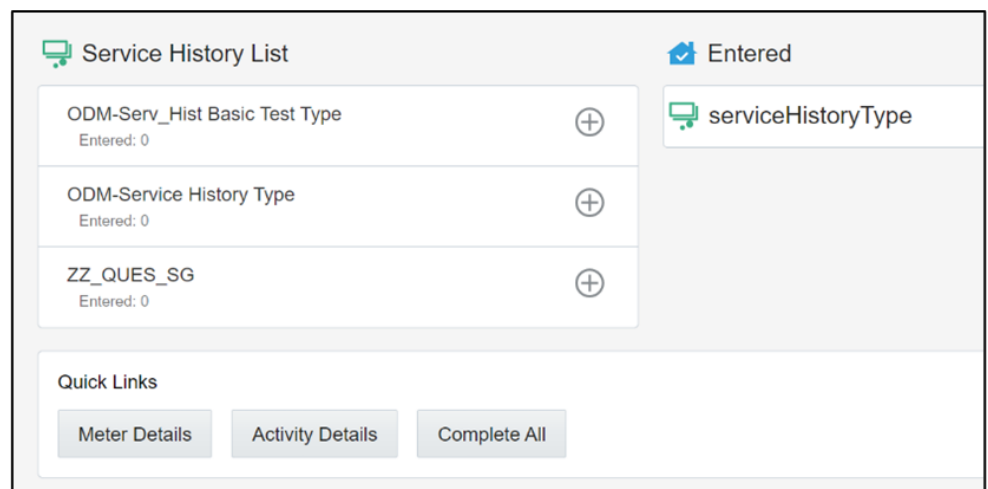 Service History List
Entered
ODM-Serv_Hist Basic Test Type
Entered: 0
serviceHistoryType
ODM-Service History Type
Entered: 0
ZZ_QUES_SG
Entered: 0
Quick Links
Meter Details
Activity Details
Complete All